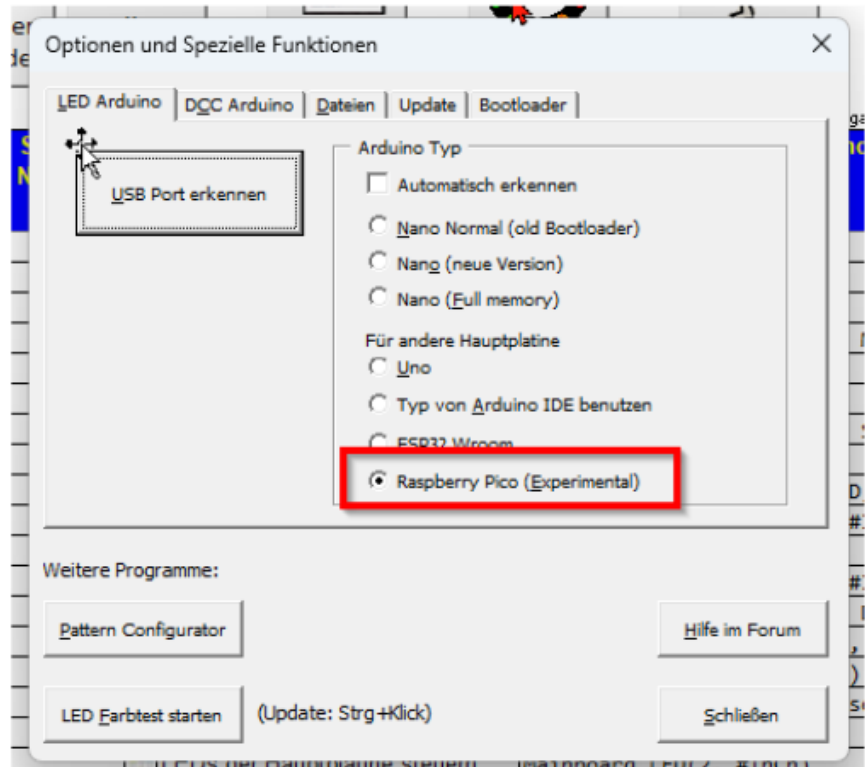 Optionen und Spezielle Funktionen
LED Arduino
DCC Arduino
Dateien
Update
Bootloader
USB Port erkennen
Arduino Typ
Automatisch erkennen
Nano Normal (old Bootloader)
Nano (neue Version)
Nano (Full memory)
Für andere Hauptplatine
Uno
Typ von Arduino IDE benutzen
ESP32 Wroom
Raspberry Pico (Experimental)
Weitere Programme:
Pattern Configurator
Hilfe im Forum
LED Farbtest starten
(Update: Strg+Klick)
Schließen